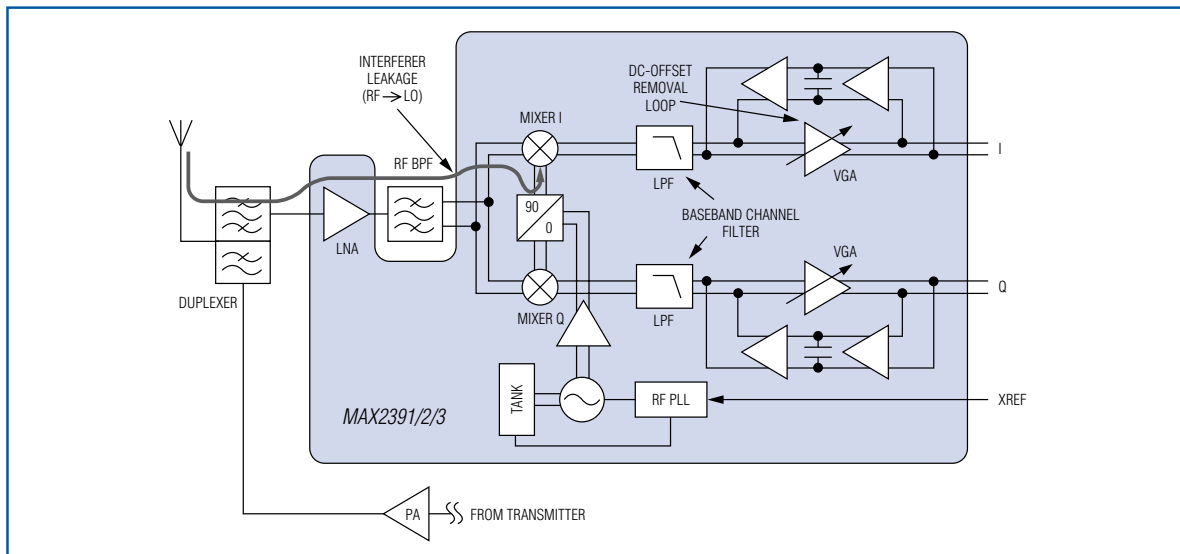 INTERFERER
LEAKAGE
(RF → LO)
DC-OFFSET
REMOVAL
LOOP
MIXER I
RF BPF
I
LPF
VGA
90
0
BASEBAND CHANNEL
FILTER
LNA
VGA
Q
DUPLEXER
MIXER Q
LPF
TANK
RF PLL
XREF
MAX2391/2/3
PA
FROM TRANSMITTER